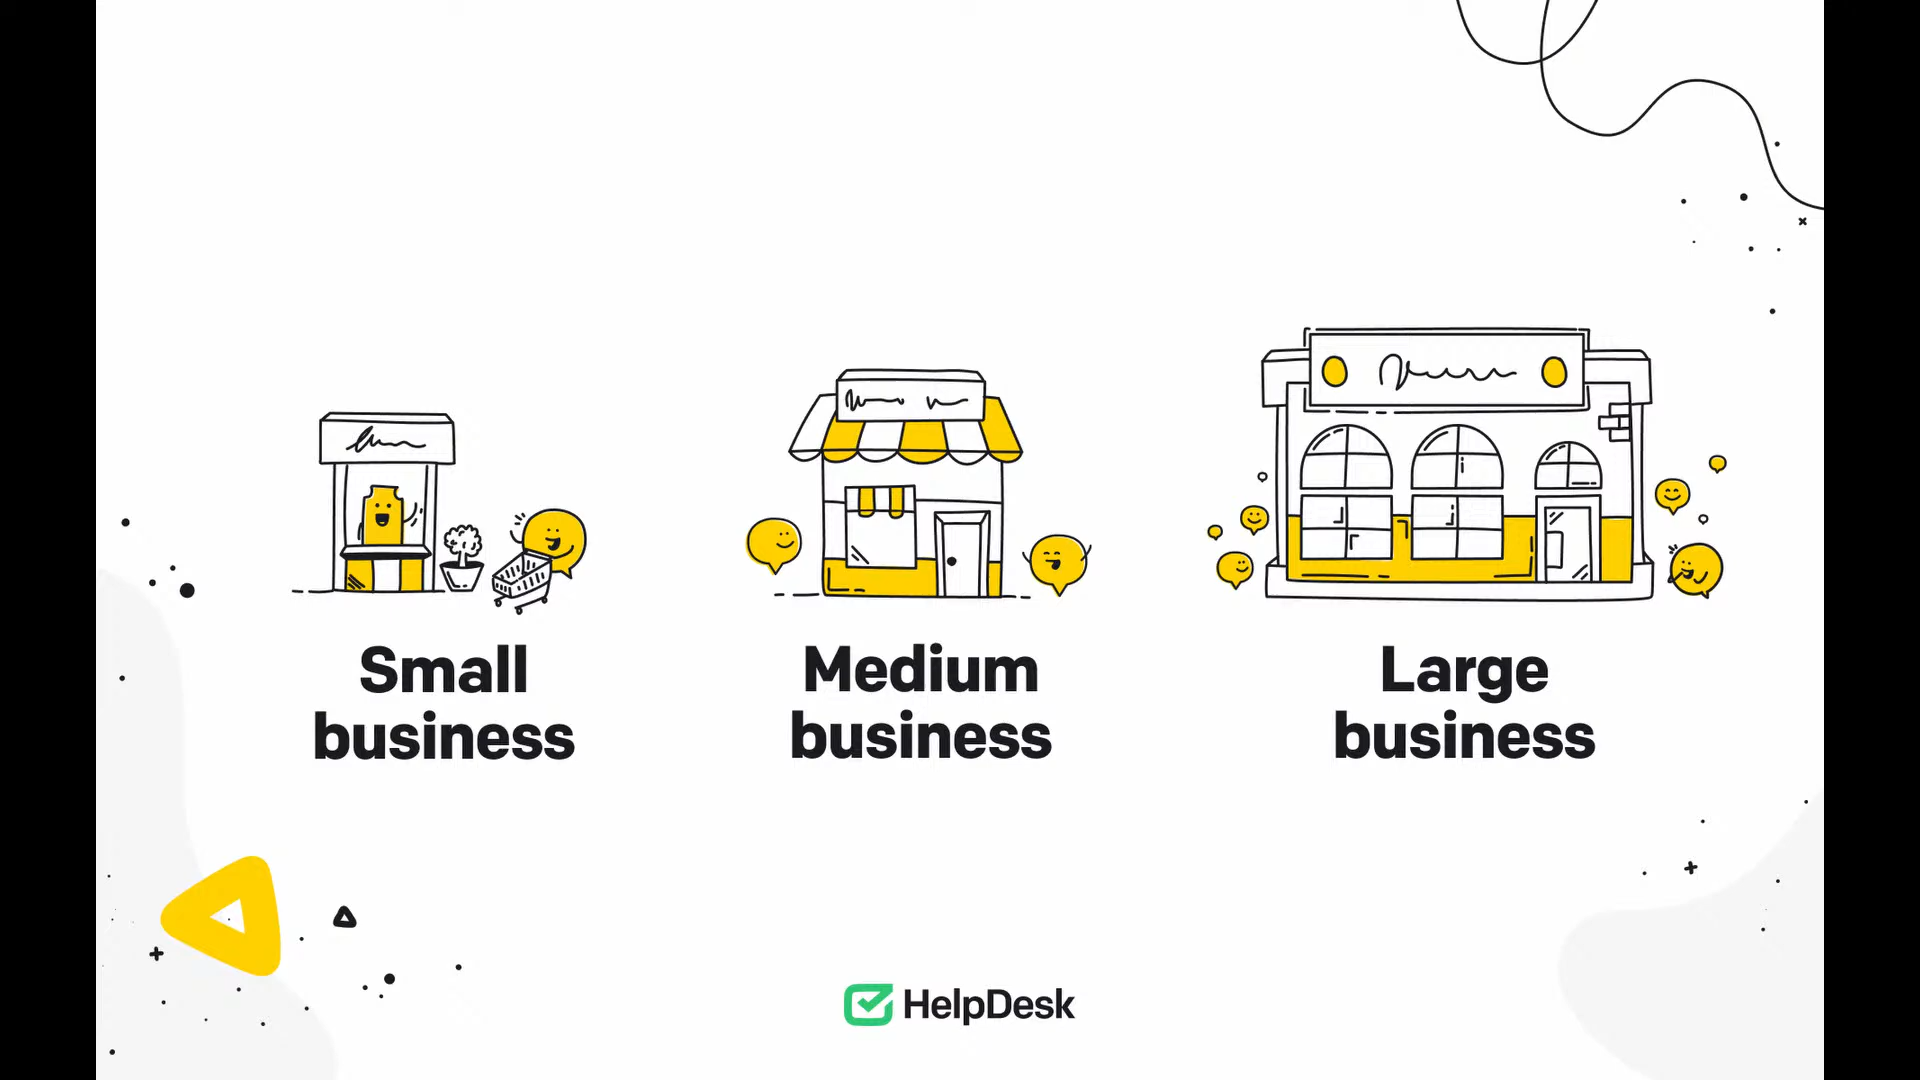 Small
business
Medium
business
Large
business
HelpDesk